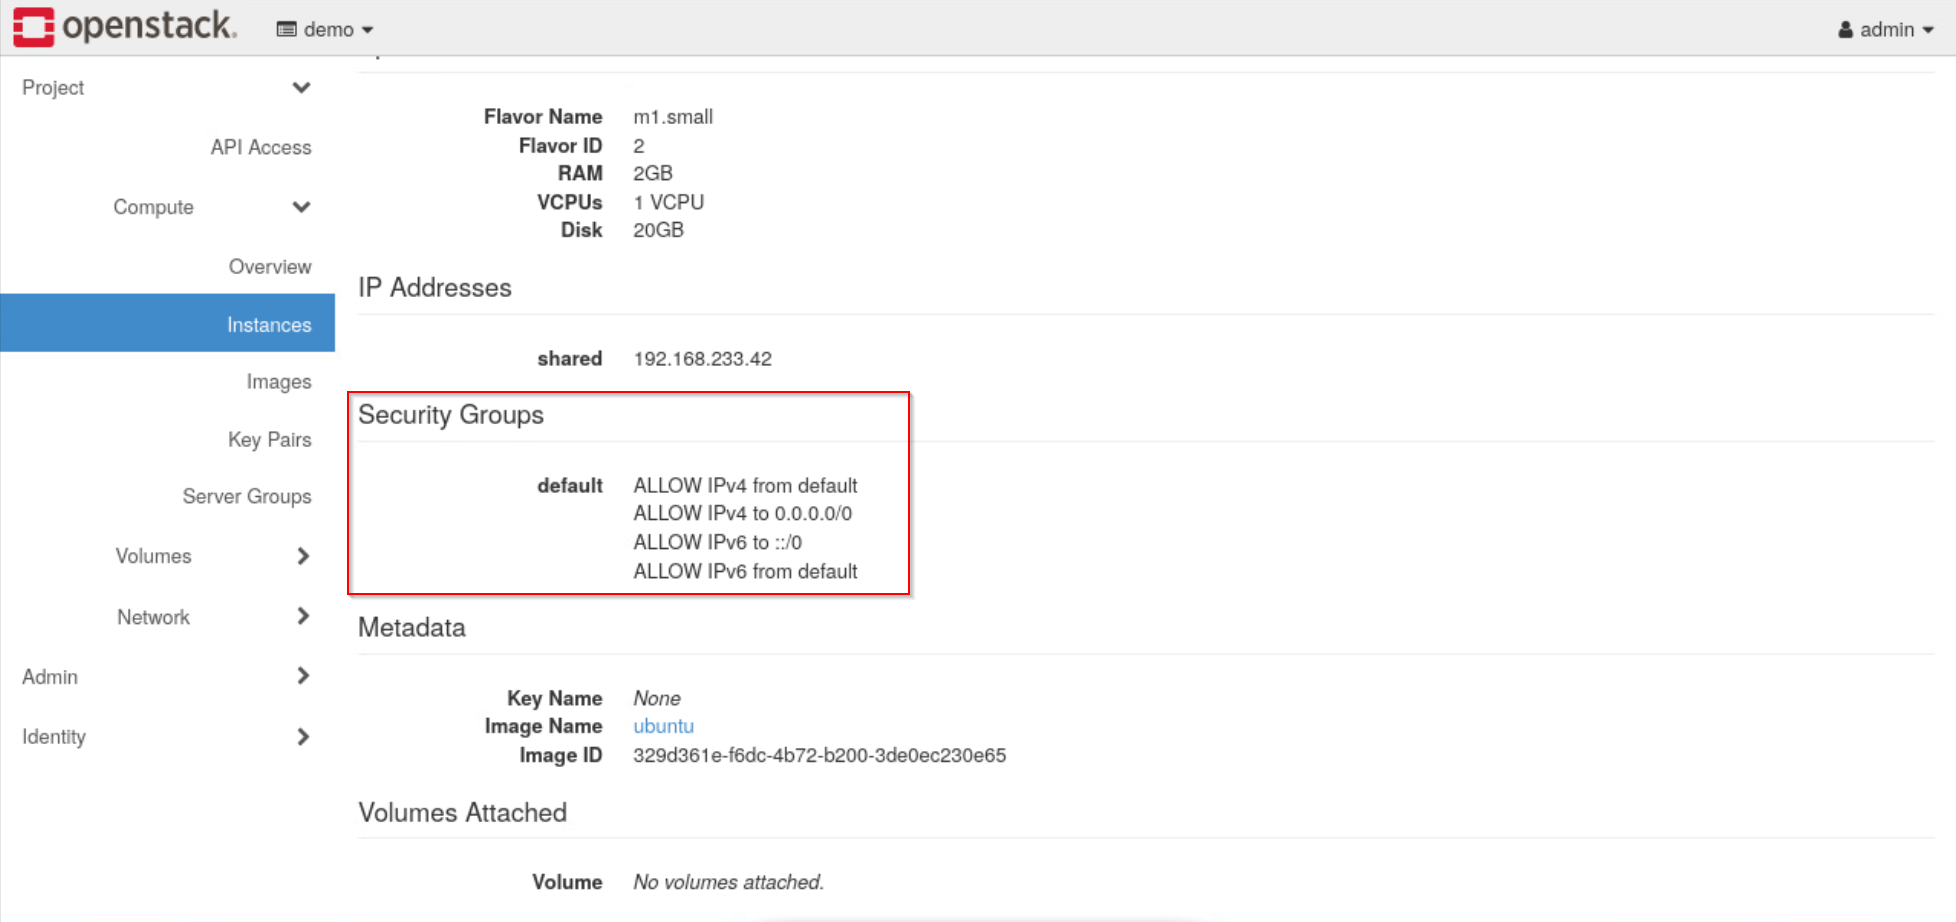 openstack. demo admin
Project
API Access
Compute
Overview
Instances
Images
Key Pairs
Server Groups
Volumes
Network
Admin
Identity
Flavor Name m1.small
Flavor ID 2
RAM 2GB
VCPUs 1 VCPU
Disk 20GB
IP Addresses
shared 192.168.233.42
Security Groups
default ALLOW IPv4 from default
ALLOW IPv4 to 0.0.0.0/0
ALLOW IPv6 to ::/0
ALLOW IPv6 from default
Metadata
Key Name None
Image Name ubuntu
Image ID 329d361e-f6dc-4b72-b200-3de0ec230e65
Volumes Attached
Volume No volumes attached.